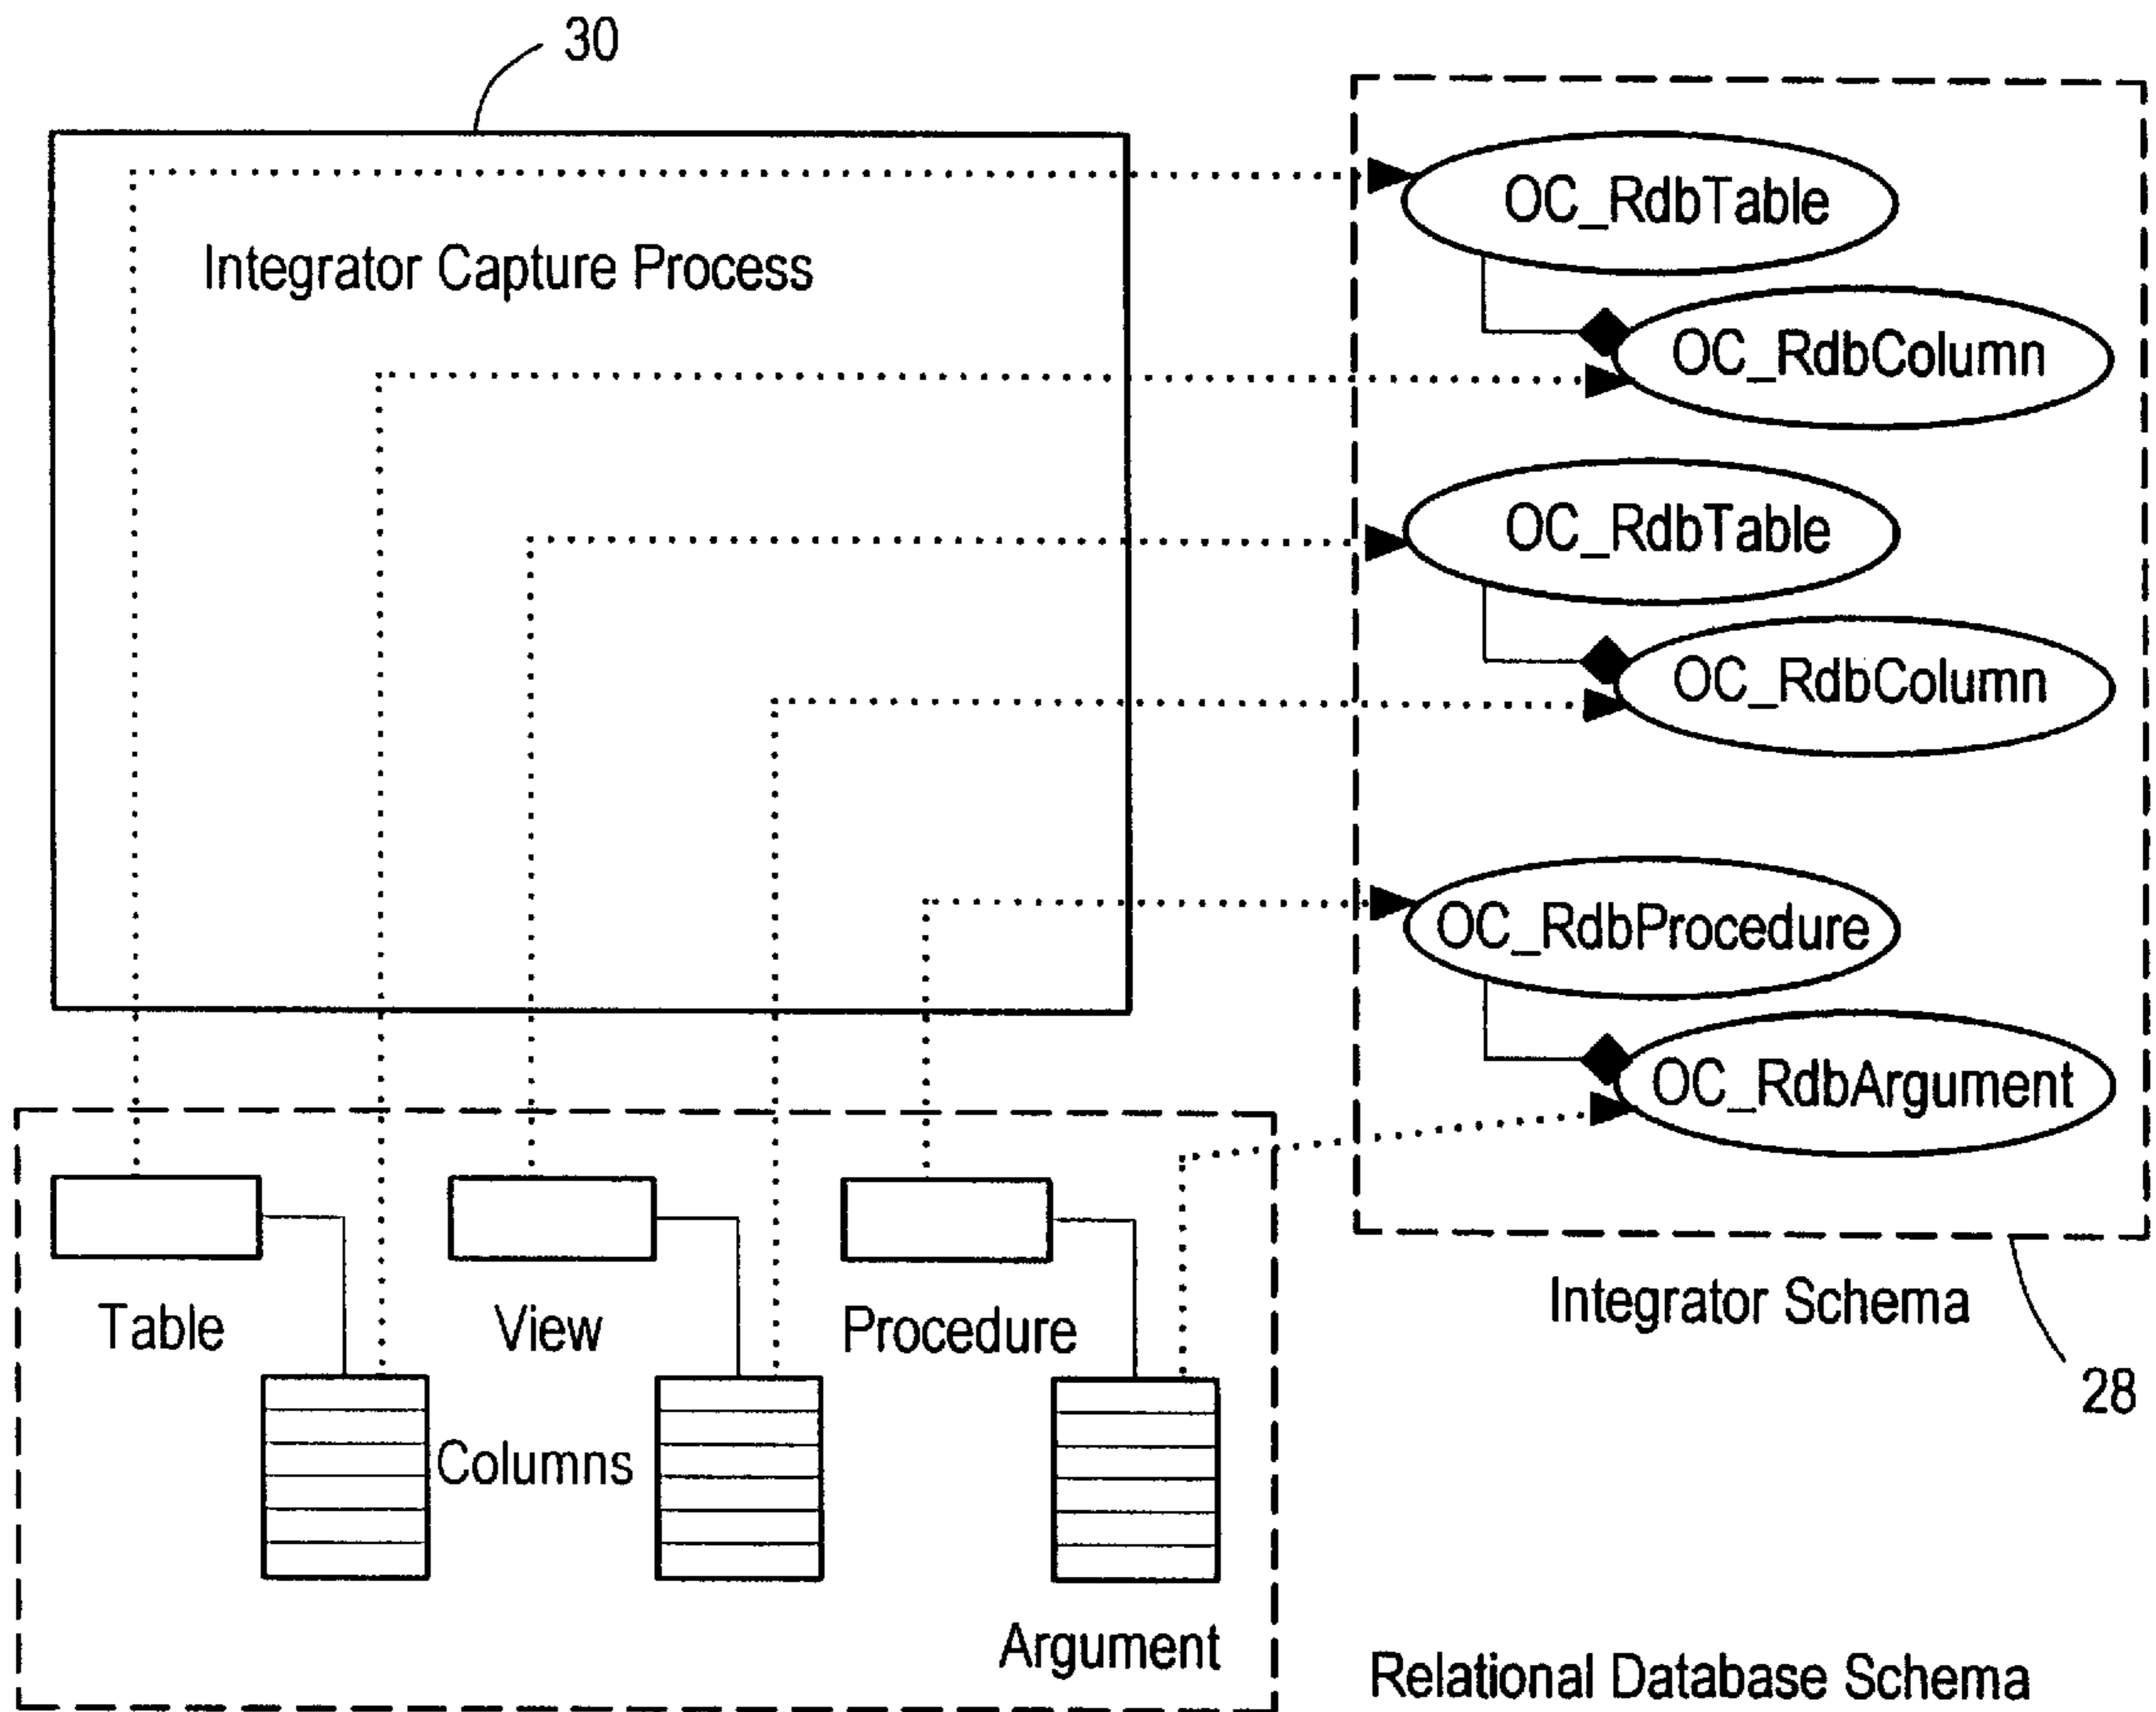 30
Integrator Capture Process
OC_RdbTable
OC_RdbColumn
OC_RdbTable
OC_RdbColumn
OC_RdbProcedure
OC_RdbArgument
Integrator Schema
28
Table
View
Procedure
Columns
Argument
Relational Database Schema